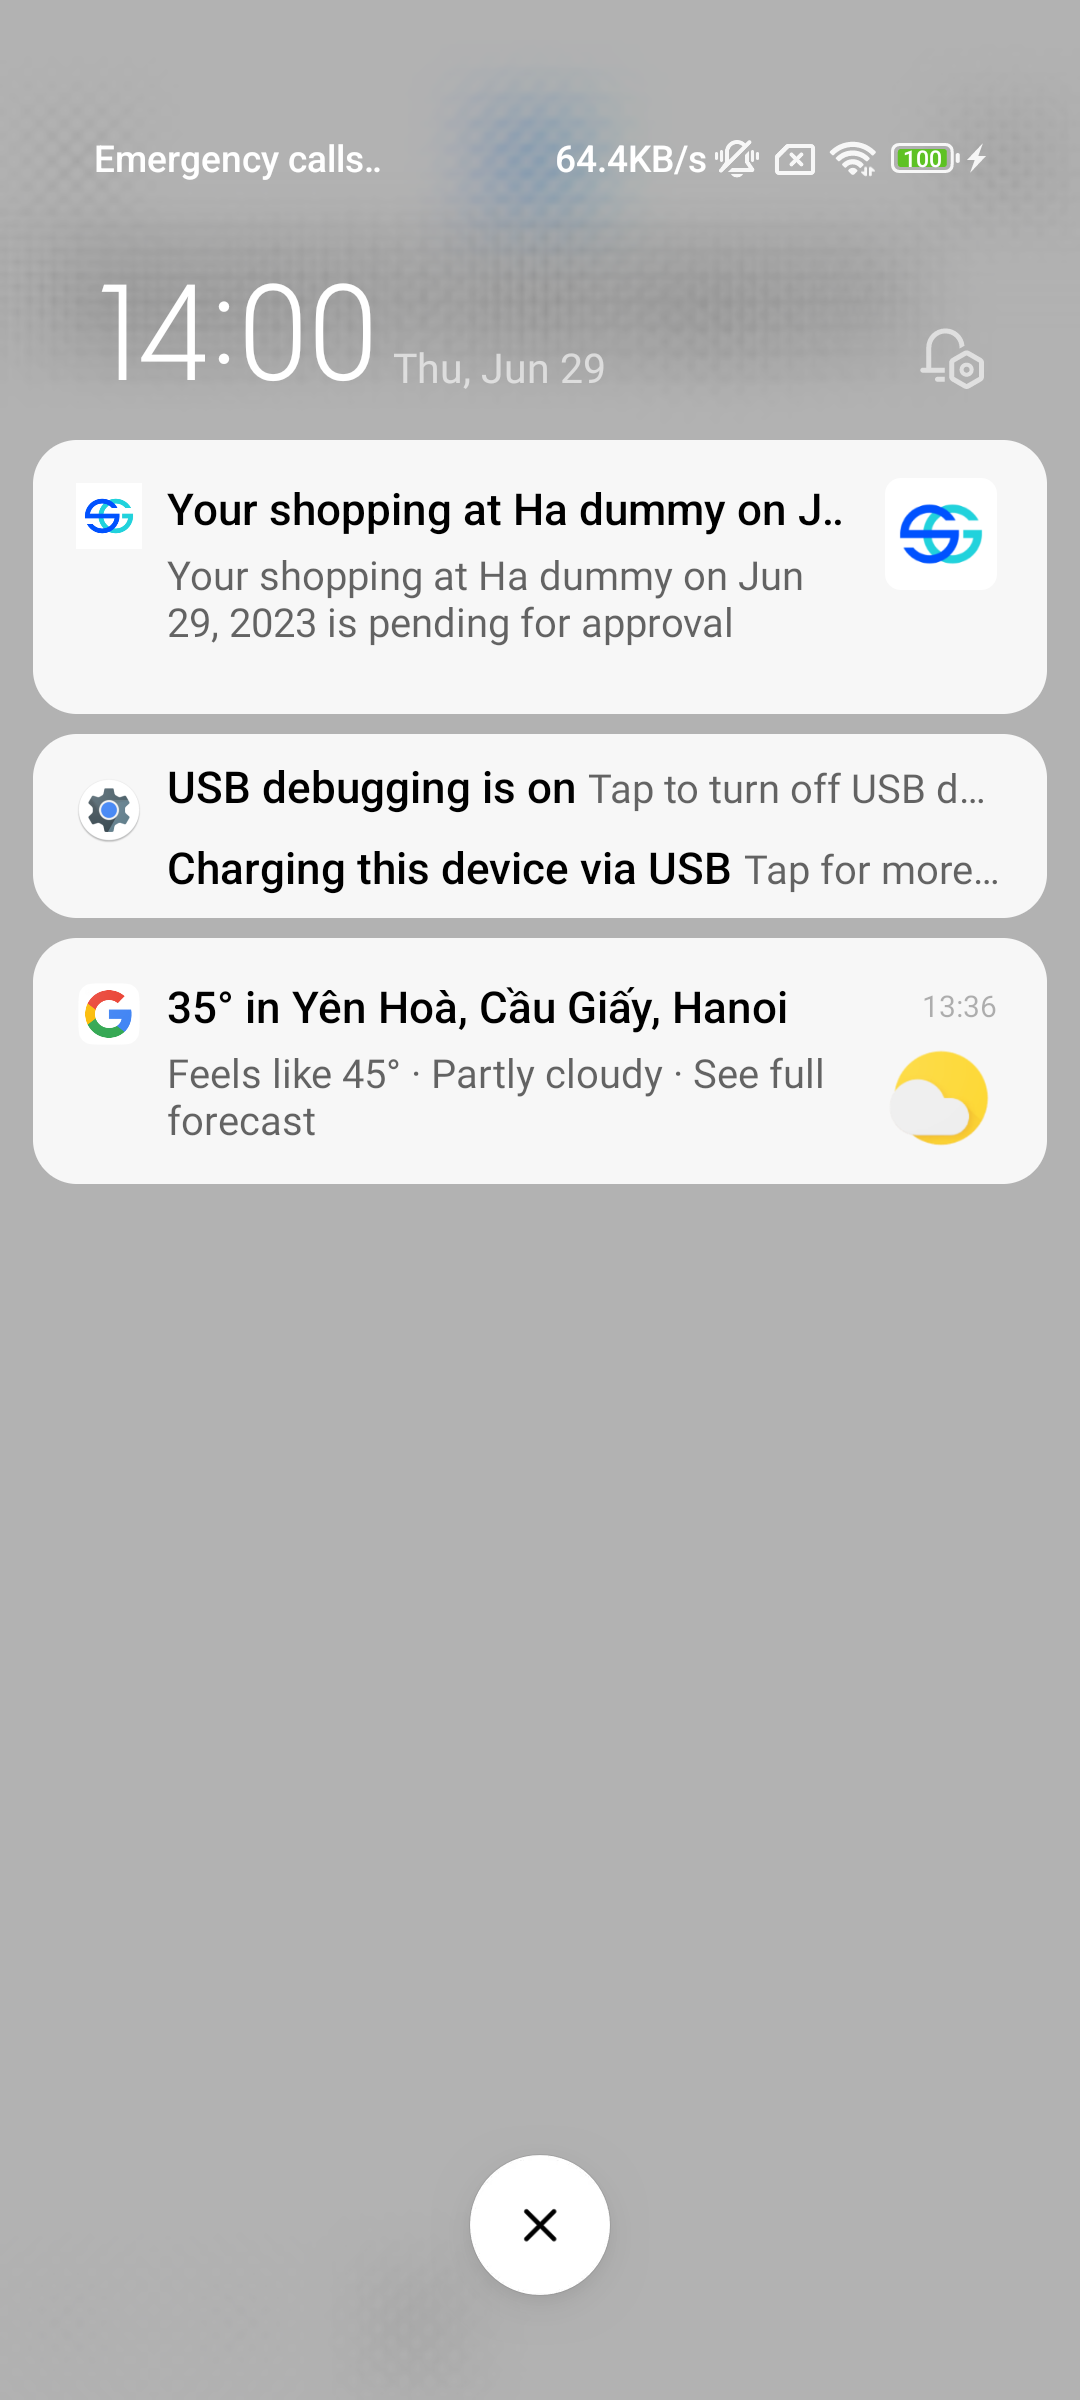 Emergency calls.. 64.4KB/s 100
14:00 Thu, Jun 29
Your shopping at Ha dummy on J..
Your shopping at Ha dummy on Jun
29, 2023 is pending for approval
USB debugging is on Tap to turn off USB d...
Charging this device via USB Tap for more...
35° in Yên Hoà, Cầu Giấy, Hanoi 13:36
Feels like 45° · Partly cloudy · See full
forecast